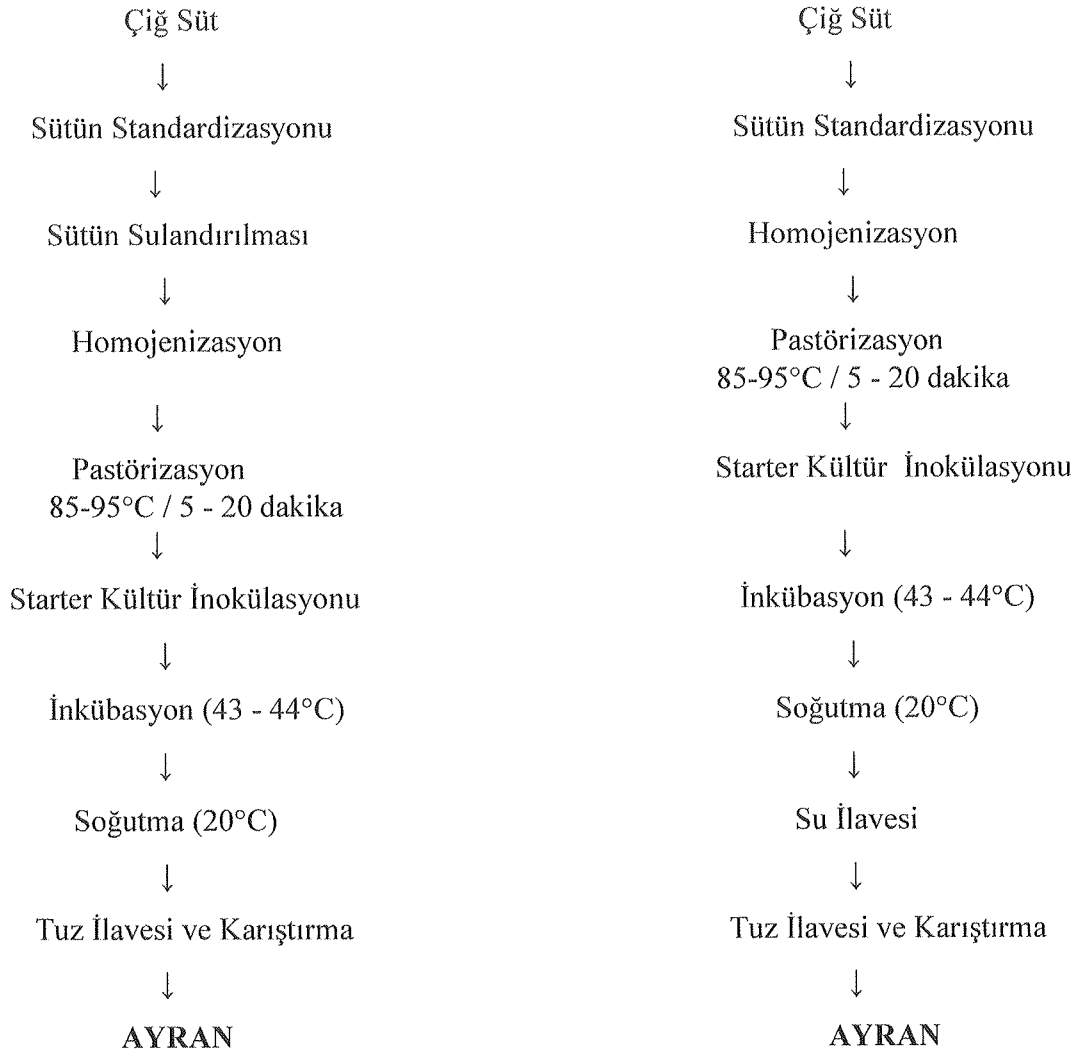 Çiğ Süt
↓
Sütün Standardizasyonu
↓
Sütün Sulandırılması
↓
Homojenizasyon
↓
Pastörizasyon
85-95°C / 5 - 20 dakika
↓
Starter Kültür İnokülasyonu
↓
İnkübasyon (43 - 44°C)
↓
Soğutma (20°C)
↓
Tuz İlavesi ve Karıştırma
↓
AYRAN
Çiğ Süt
↓
Sütün Standardizasyonu
↓
Homojenizasyon
↓
Pastörizasyon
85-95°C / 5 - 20 dakika
↓
Starter Kültür İnokülasyonu
↓
İnkübasyon (43 - 44°C)
↓
Soğutma (20°C)
↓
Su İlavesi
↓
Tuz İlavesi ve Karıştırma
↓
AYRAN